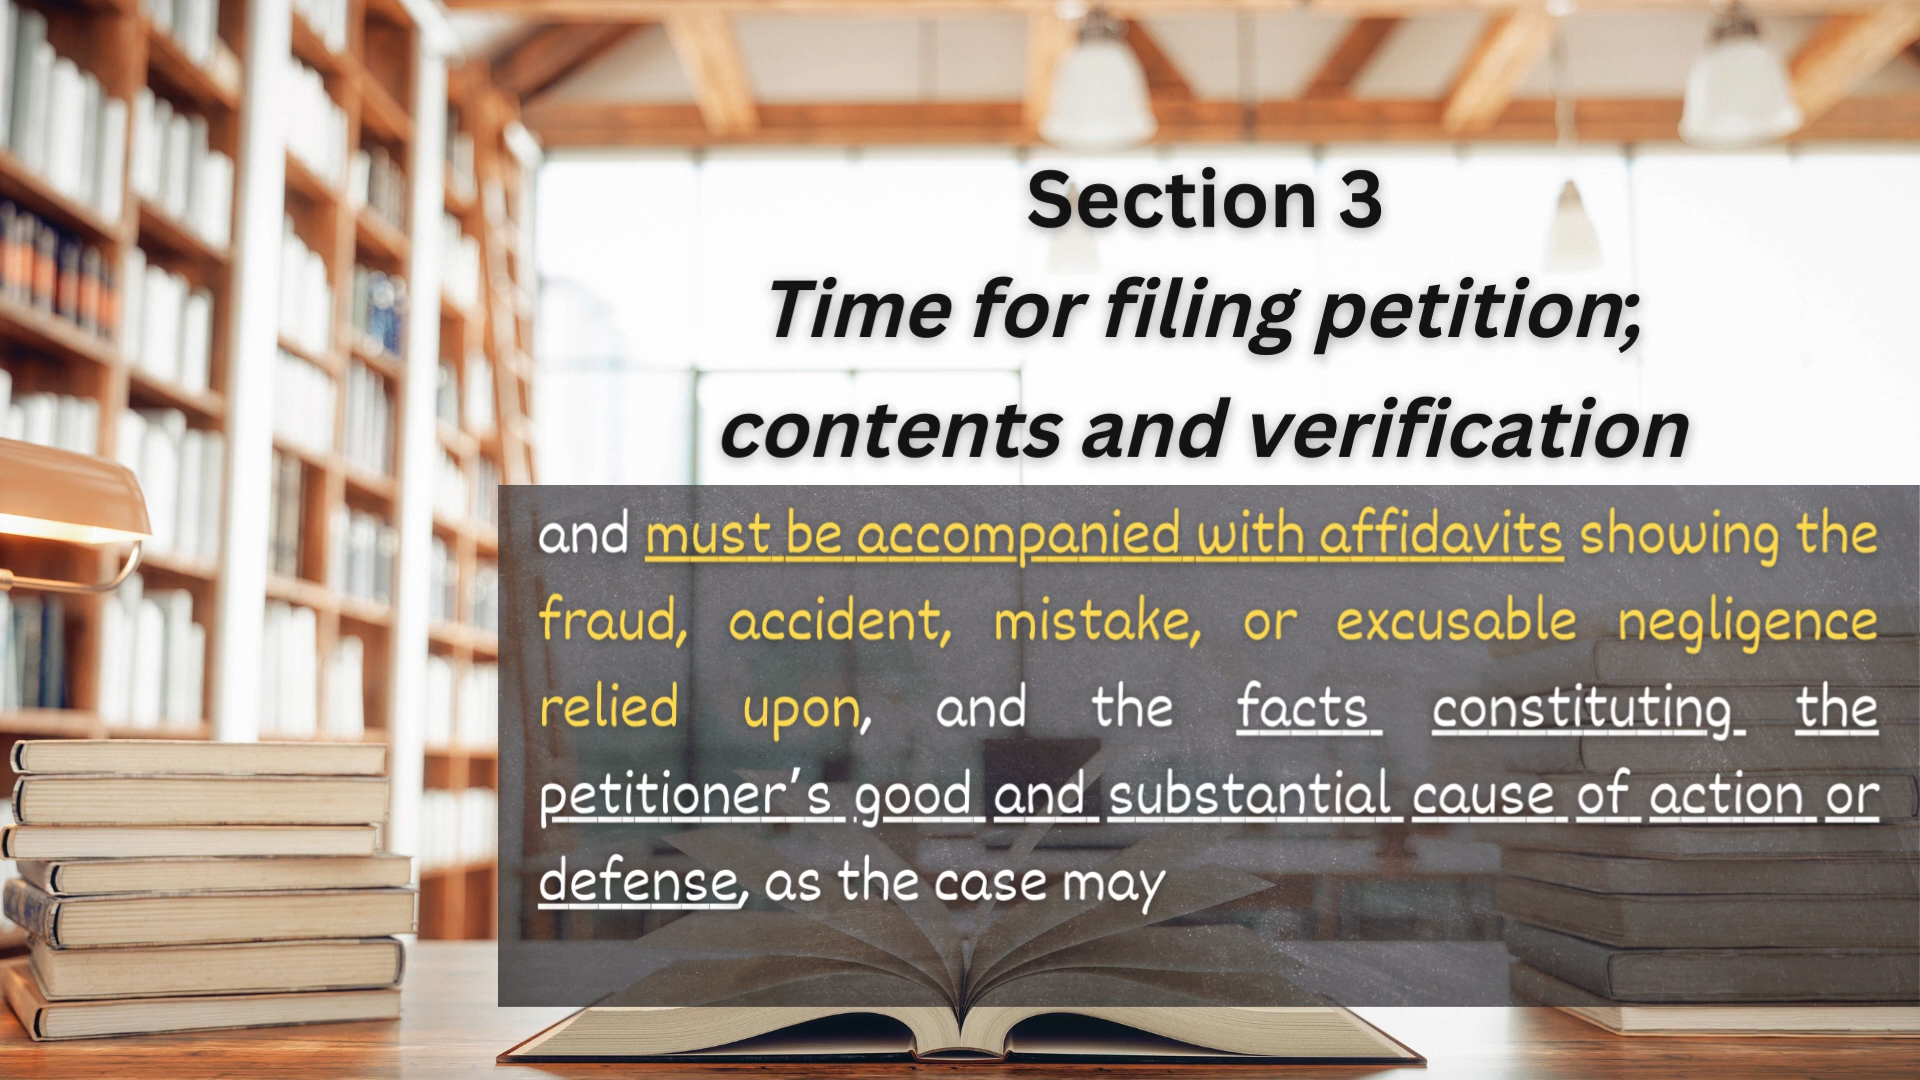 Section 3
Time for filing petition;
contents and verification
and must be accompanied with affidavits showing the
fraud, accident, mistake, or excusable negligence
relied upon, and the facts constituting the
petitioner’s good and substantial cause of action or
defense, as the case may